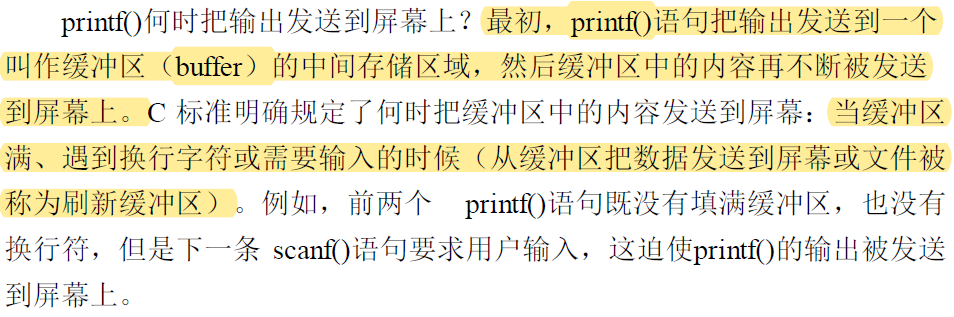 printf()何时把输出发送到屏幕上？最初，printf()语句把输出发送到一个
叫作缓冲区（buffer）的中间存储区域，然后缓冲区中的内容再不断被发送
到屏幕上。C 标准明确规定了何时把缓冲区中的内容发送到屏幕：当缓冲区
满、遇到换行字符或需要输入的时候（从缓冲区把数据发送到屏幕或文件被
称为刷新缓冲区）。例如，前两个 printf()语句既没有填满缓冲区，也没有
换行符，但是下一条 scanf()语句要求用户输入，这迫使printf()的输出被发送
到屏幕上。